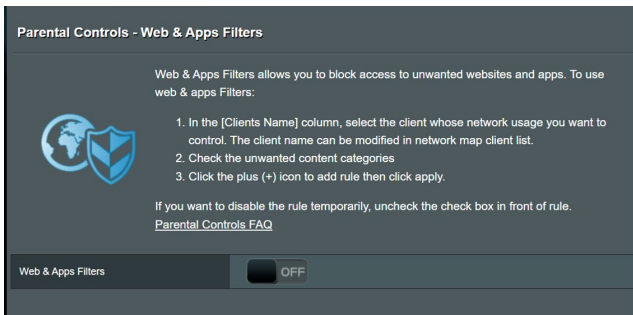 Parental Controls - Web & Apps Filters
Web & Apps Filters allows you to block access to unwanted websites and apps. To use
web & apps Filters:
1. In the [Clients Name] column, select the client whose network usage you want to
control. The client name can be modified in network map client list.
2. Check the unwanted content categories
3. Click the plus (+) icon to add rule then click apply.
If you want to disable the rule temporarily, uncheck the check box in front of rule.
Parental Controls FAQ
Web & Apps Filters
OFF